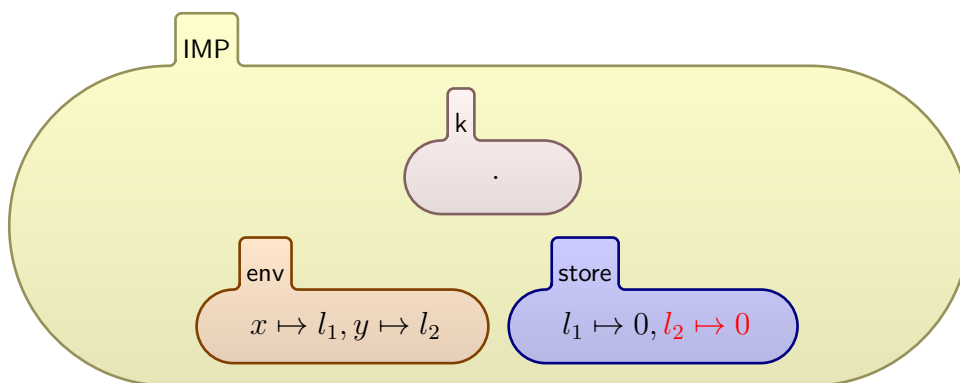 IMP
k
·
env
store
x ↦ l₁, y ↦ l₂
l₁ ↦ 0, l₂ ↦ 0